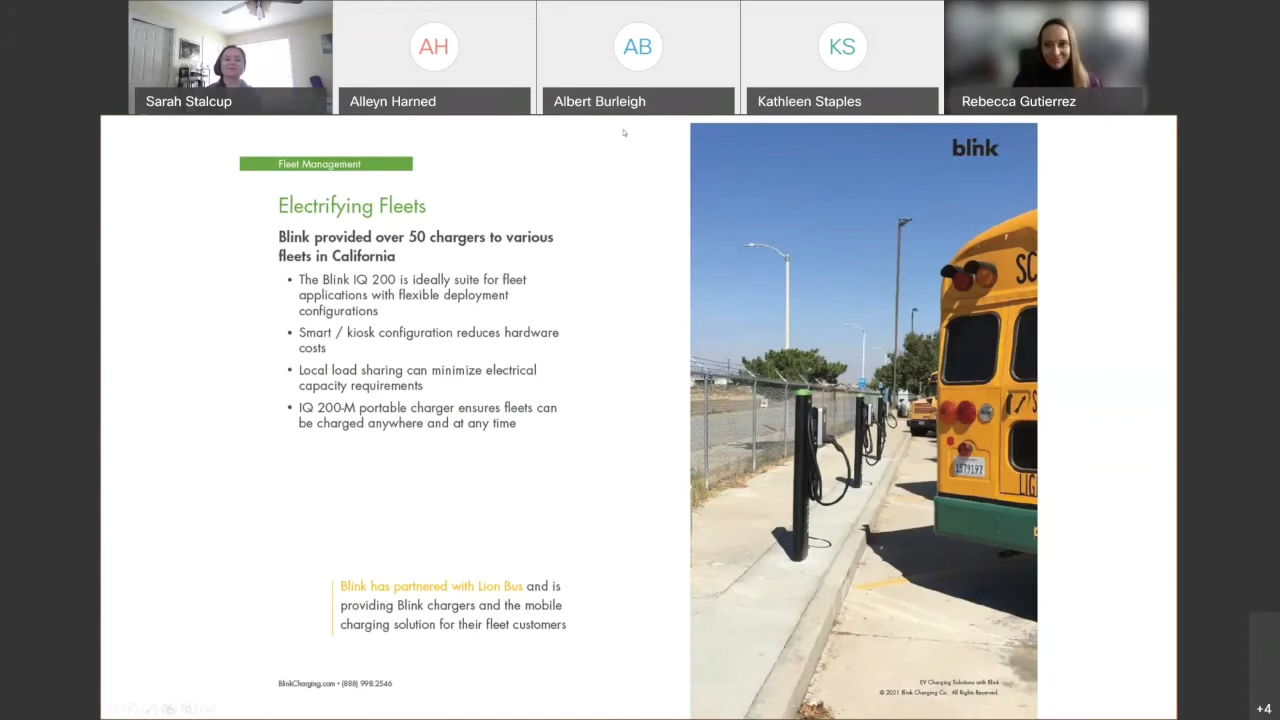 AH
AB
KS
Sarah Stalcup
Alleyn Harned
Albert Burleigh
Kathleen Staples
Rebecca Gutierrez
Fleet Management
blink
Electrifying Fleets
Blink provided over 50 chargers to various
fleets in California
• The Blink IQ 200 is ideally suite for fleet
applications with flexible deployment
configurations
• Smart / kiosk configuration reduces hardware
costs
• Local load sharing can minimize electrical
capacity requirements
• IQ 200-M portable charger ensures fleets can
be charged anywhere and at any time
SC
1579197
LIG
Blink has partnered with Lion Bus and is
providing Blink chargers and the mobile
charging solution for their fleet customers
BlinkCharging.com • (888) 998.2546
EV Charging Solutions with Blink
© 2021 Blink Charging Co. All Rights Reserved.
+4